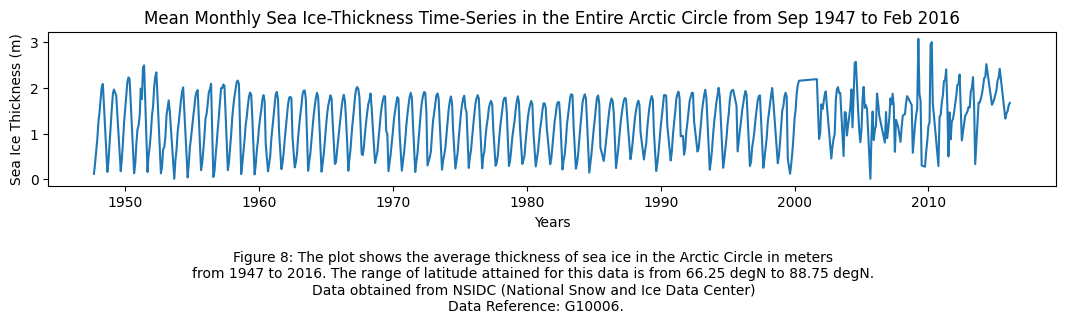 Mean Monthly Sea Ice-Thickness Time-Series in the Entire Arctic Circle from Sep 1947 to Feb 2016
Sea Ice Thickness (m)
3
2
1
0
1950 1960 1970 1980 1990 2000 2010
Years
Figure 8: The plot shows the average thickness of sea ice in the Arctic Circle in meters
from 1947 to 2016. The range of latitude attained for this data is from 66.25 degN to 88.75 degN.
Data obtained from NSIDC (National Snow and Ice Data Center)
Data Reference: G10006.